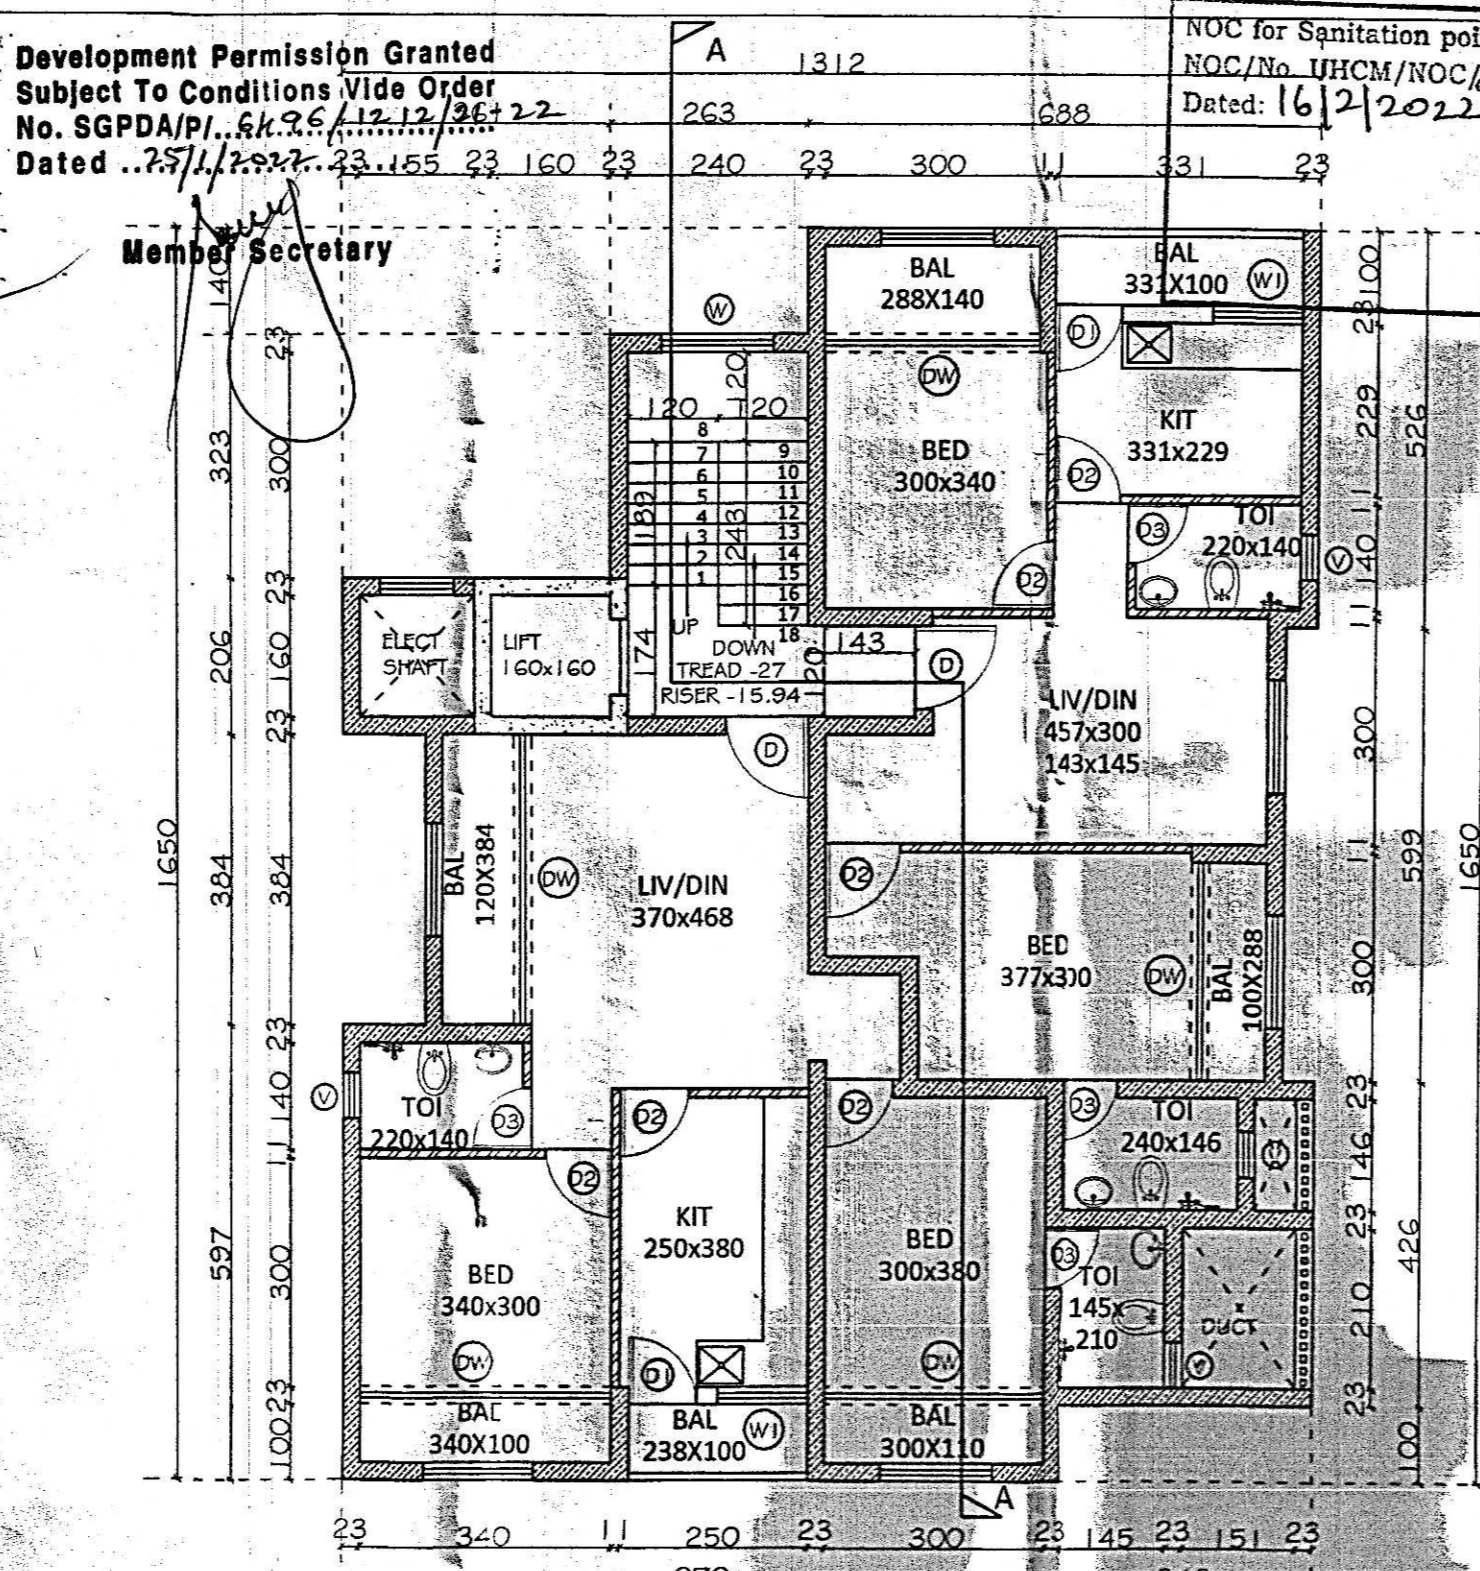 Development Permission Granted
Subject To Conditions Vide Order
No. SGPDA/P/
Dated ..25/1/2022
Member Secretary
NOC for Sanitation poi
NOC/No. UHCM/NOC/
Dated: 16/2/2022
A
1312
263
688
23 155 23 160 23 240 23 300 11 331 23
BAL
288X140
BAL
331X100
W1
W
D1
DW
120 120
20
KIT
331x229
BED
300x340
D2
8
7
6
5
4
3
2
1
9
10
11
12
13
14
15
16
17
18
189
243
D3
TOI
220x140
V
D2
ELECT
SHAFT
LIFT
160x160
174
UP
DOWN
TREAD -27
RISER -15.94
20
143
D
D
LIV/DIN
457x300
143x145
BAL
120X384
DW
LIV/DIN
370x468
D2
BED
377x300
DW
BAL
100X288
V
TOI
220x140
D3
D2
D2
D2
D3
TOI
240x146
V
KIT
250x380
BED
300x380
D3
TOI
145x
210
DUCT
V
BED
340x300
DW
D1
DW
BAL
340X100
BAL
238X100
W1
BAL
300X110
A
23 340 11 250 23 300 23 145 23 151 23
1650
140
323
206
384
597
23
300
23
160
23
384
23
140
11
300
23
100
100
23
229
11
140
11
300
11
300
23
146
23
210
23
526
599
426
100
1650